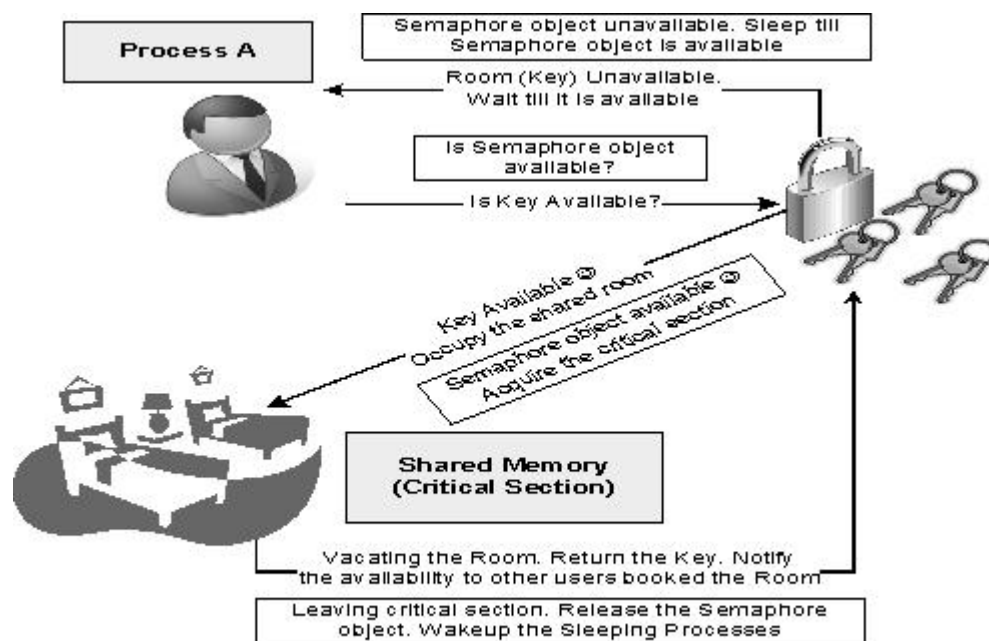 Semaphore object unavailable. Sleep till
Semaphore object is available
Process A
Room (Key) Unavailable.
Wait till it is available
Is Semaphore object
available?
Is Key Available?
Key Available ☺
Occupy the shared room
Semaphore object available ☺
Acquire the critical section
Shared Memory
(Critical Section)
Vacating the Room. Return the Key. Notify
the availability to other users booked the Room
Leaving critical section. Release the Semaphore
object. Wakeup the Sleeping Processes